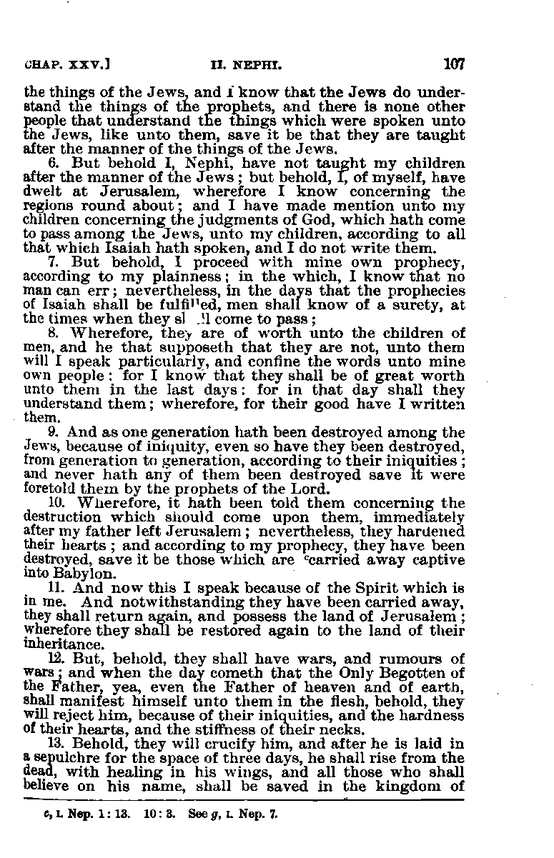 CHAP. XXV.] II. NEPHI. 107
the things of the Jews, and I know that the Jews do under-
stand the things of the prophets, and there is none other
people that understand the things which were spoken unto
the Jews, like unto them, save it be that they are taught
after the manner of the things of the Jews.
6. But behold I, Nephi, have not taught my children
after the manner of the Jews; but behold, I, of myself, have
dwelt at Jerusalem, wherefore I know concerning the
regions round about; and I have made mention unto my
children concerning the judgments of God, which hath come
to pass among the Jews, unto my children, according to all
that which Isaiah hath spoken, and I do not write them.
7. But behold, I proceed with mine own prophecy,
according to my plainness; in the which, I know that no
man can err; nevertheless, in the days that the prophecies
of Isaiah shall be fulfilled, men shall know of a surety, at
the times when they shall come to pass;
8. Wherefore, they are of worth unto the children of
men, and he that supposeth that they are not, unto them
will I speak particularly, and confine the words unto mine
own people: for I know that they shall be of great worth
unto them in the last days: for in that day shall they
understand them; wherefore, for their good have I written
them.
9. And as one generation hath been destroyed among the
Jews, because of iniquity, even so have they been destroyed,
from generation to generation, according to their iniquities;
and never hath any of them been destroyed save it were
foretold them by the prophets of the Lord.
10. Wherefore, it hath been told them concerning the
destruction which should come upon them, immediately
after my father left Jerusalem; nevertheless, they hardened
their hearts; and according to my prophecy, they have been
destroyed, save it be those which are ᶜcarried away captive
into Babylon.
11. And now this I speak because of the Spirit which is
in me. And notwithstanding they have been carried away,
they shall return again, and possess the land of Jerusalem;
wherefore they shall be restored again to the land of their
inheritance.
12. But, behold, they shall have wars, and rumours of
wars; and when the day cometh that the Only Begotten of
the Father, yea, even the Father of heaven and of earth,
shall manifest himself unto them in the flesh, behold, they
will reject him, because of their iniquities, and the hardness
of their hearts, and the stiffness of their necks.
13. Behold, they will crucify him, and after he is laid in
a sepulchre for the space of three days, he shall rise from the
dead, with healing in his wings, and all those who shall
believe on his name, shall be saved in the kingdom of
c, I. Nep. 1: 13. 10: 3. See g, I. Nep. 7.